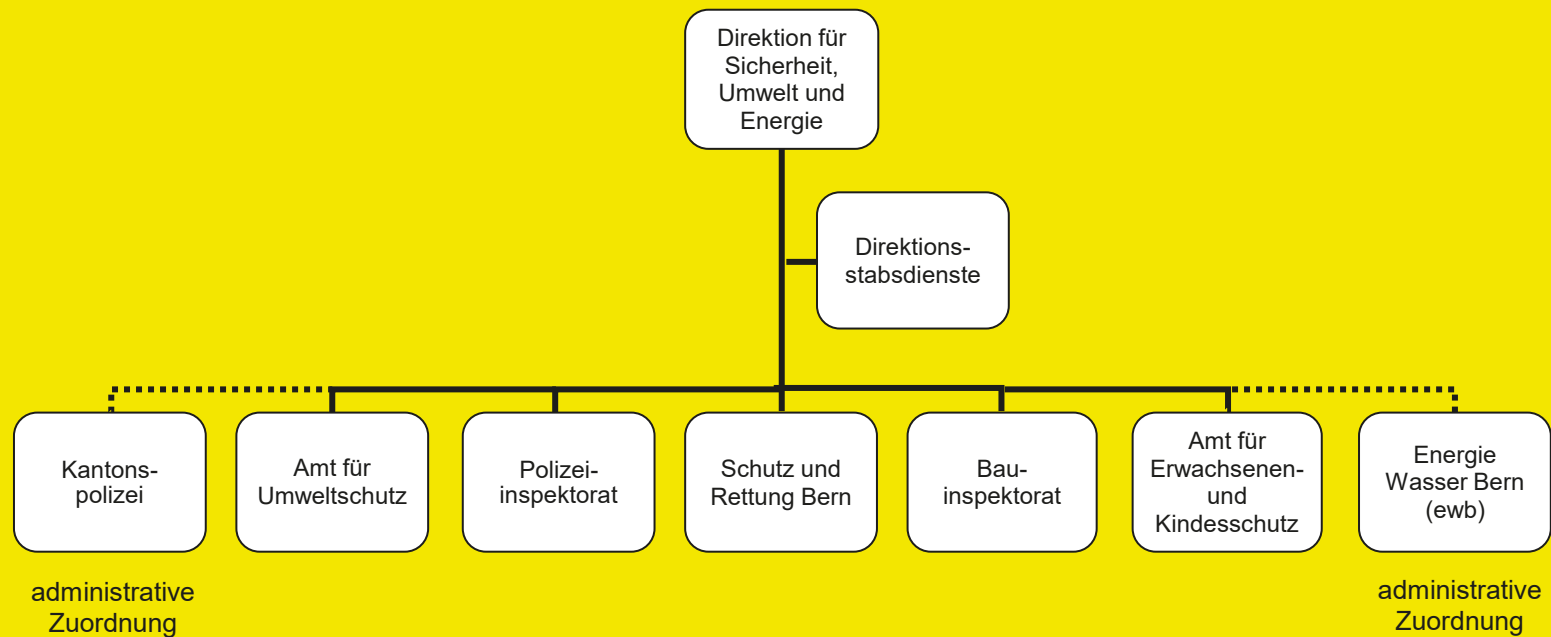 Direktion für
Sicherheit,
Umwelt und
Energie
Direktions-
stabsdienste
Kantons-
polizei
Amt für
Umweltschutz
Polizei-
inspektorat
Schutz und
Rettung Bern
Bau-
inspektorat
Amt für
Erwachsenen-
und
Kindesschutz
Energie
Wasser Bern
(ewb)
administrative
Zuordnung
administrative
Zuordnung